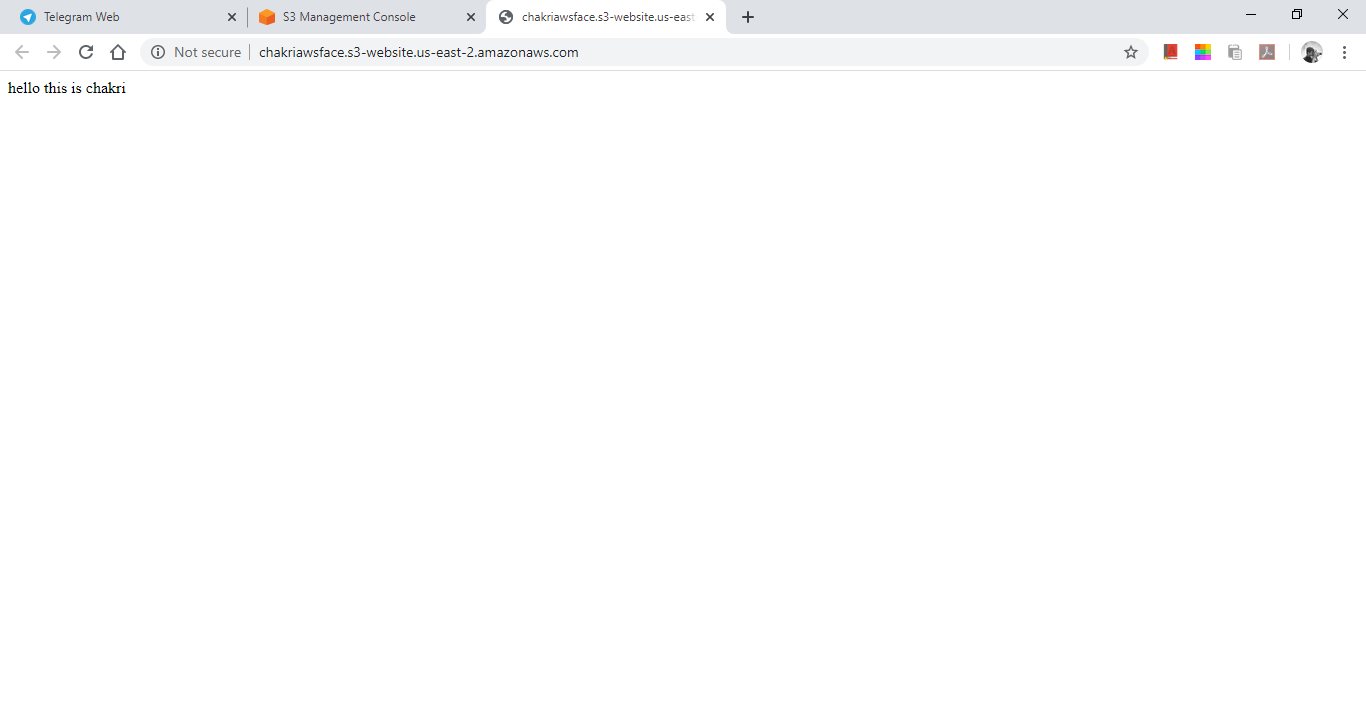 Telegram Web
S3 Management Console
chakriawsface.s3-website.us-east
Not secure
chakriawsface.s3-website.us-east-2.amazonaws.com
hello this is chakri